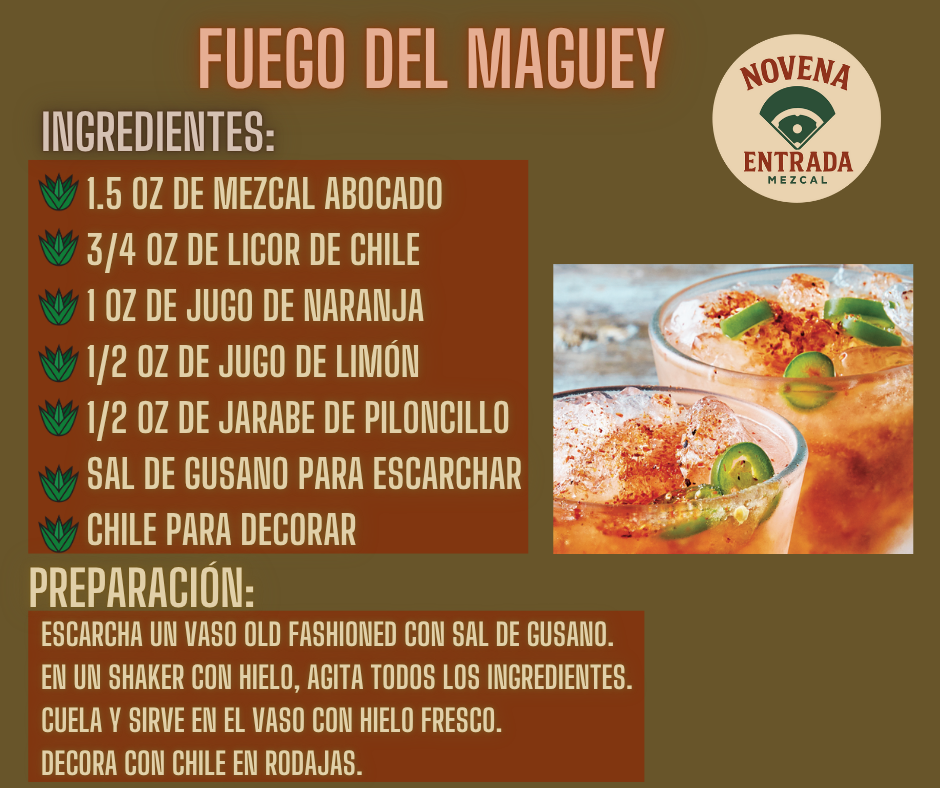 FUEGO DEL MAGUEY
NOVENA
ENTRADA
MEZCAL
INGREDIENTES:
1.5 OZ DE MEZCAL ABOCADO
3/4 OZ DE LICOR DE CHILE
1 OZ DE JUGO DE NARANJA
1/2 OZ DE JUGO DE LIMÓN
1/2 OZ DE JARABE DE PILONCILLO
SAL DE GUSANO PARA ESCARCHAR
CHILE PARA DECORAR
PREPARACIÓN:
ESCARCHA UN VASO OLD FASHIONED CON SAL DE GUSANO.
EN UN SHAKER CON HIELO, AGITA TODOS LOS INGREDIENTES.
CUELA Y SIRVE EN EL VASO CON HIELO FRESCO.
DECORA CON CHILE EN RODAJAS.